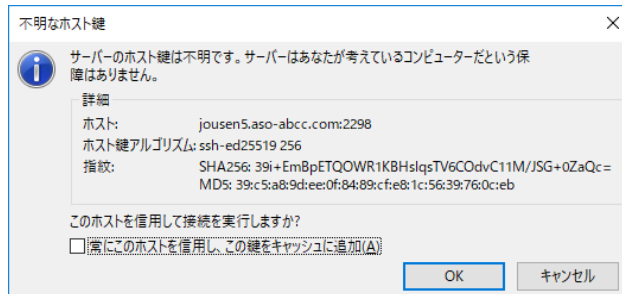 不明なホスト鍵
サーバーのホスト鍵は不明です。サーバーはあなたが考えているコンピューターだという保
障はありません。
詳細
ホスト: jousen5.aso-abcc.com:2298
ホスト鍵アルゴリズム: ssh-ed25519 256
指紋: SHA256: 39i+EmBpETQOWR1KBHsIqsTV6COdvC11M/JSG+0ZaQc=
MD5: 39:c5:a8:9d:ee:0f:84:89:cf:e8:1c:56:39:76:0c:eb
このホストを信用して接続を実行しますか?
常にこのホストを信用し、この鍵をキャッシュに追加(A)
OK キャンセル